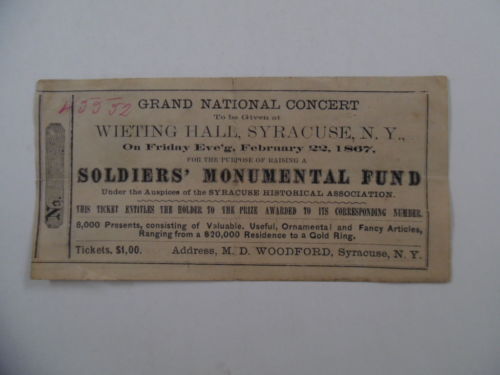 45552
GRAND NATIONAL CONCERT
To be Given at
WIETING HALL, SYRACUSE, N. Y.,
On Friday Eve'g, February 22, 1867,
FOR THE PURPOSE OF RAISING A
SOLDIERS' MONUMENTAL FUND
Under the Auspices of the SYRACUSE HISTORICAL ASSOCIATION.
THIS TICKET ENTITLES THE HOLDER TO THE PRIZE AWARDED TO ITS CORRESPONDING NUMBER.
8,000 Presents, consisting of Valuable, Useful, Ornamental and Fancy Articles,
Ranging from a $20,000 Residence to a Gold Ring.
Tickets, $1,00. Address, M. D. WOODFORD, Syracuse, N. Y.
No.